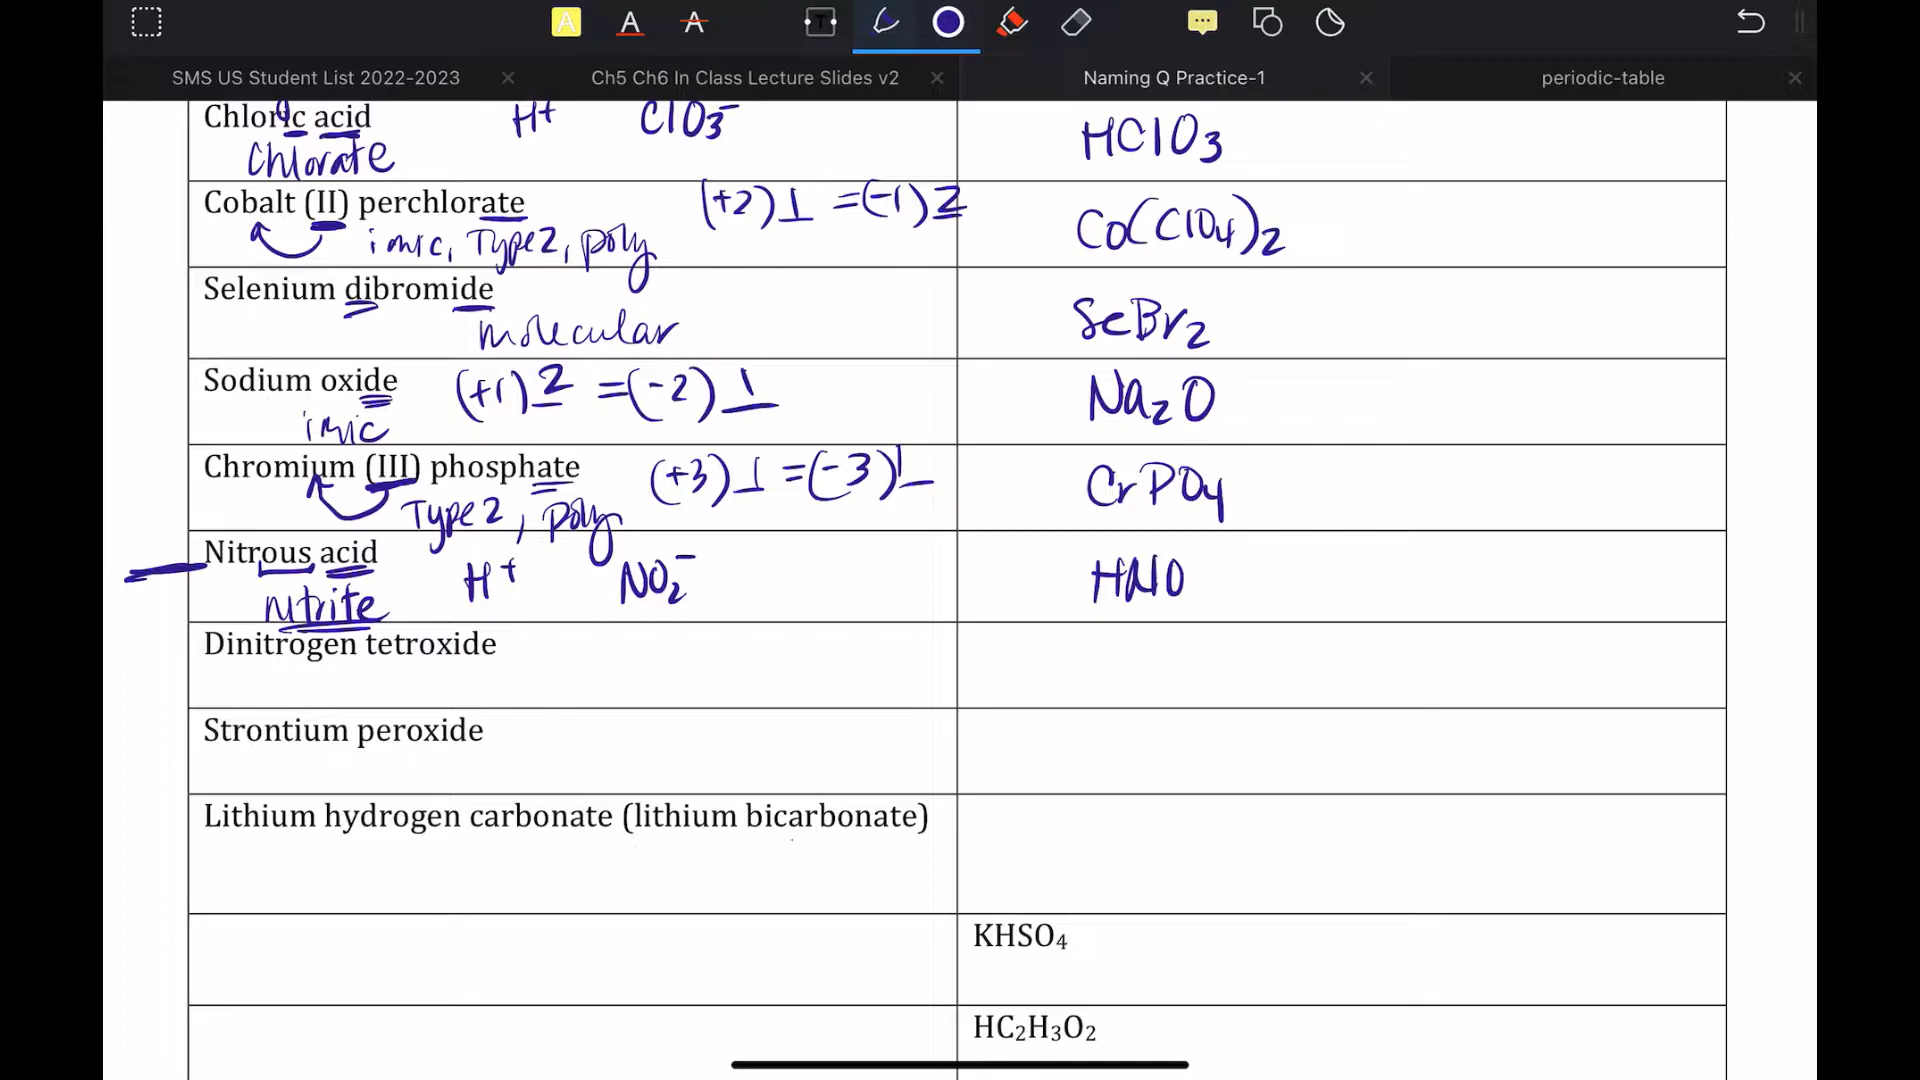 A A A T
SMS US Student List 2022-2023 × Ch5 Ch6 In Class Lecture Slides v2 × Naming Q Practice-1 × periodic-table ×
Chloric acid H+ ClO3- HClO3
Chlorate
Cobalt (II) perchlorate (+2)1 =(-1)2 Co(ClO4)2
ionic, Type 2, poly
Selenium dibromide SeBr2
molecular
Sodium oxide (+1)2 =(-2)1 Na2O
ionic
Chromium (III) phosphate (+3)1 =(-3)1 CrPO4
Type 2, poly
Nitrous acid H+ NO2- HNO
nitrite
Dinitrogen tetroxide
Strontium peroxide
Lithium hydrogen carbonate (lithium bicarbonate)
KHSO4
HC2H3O2